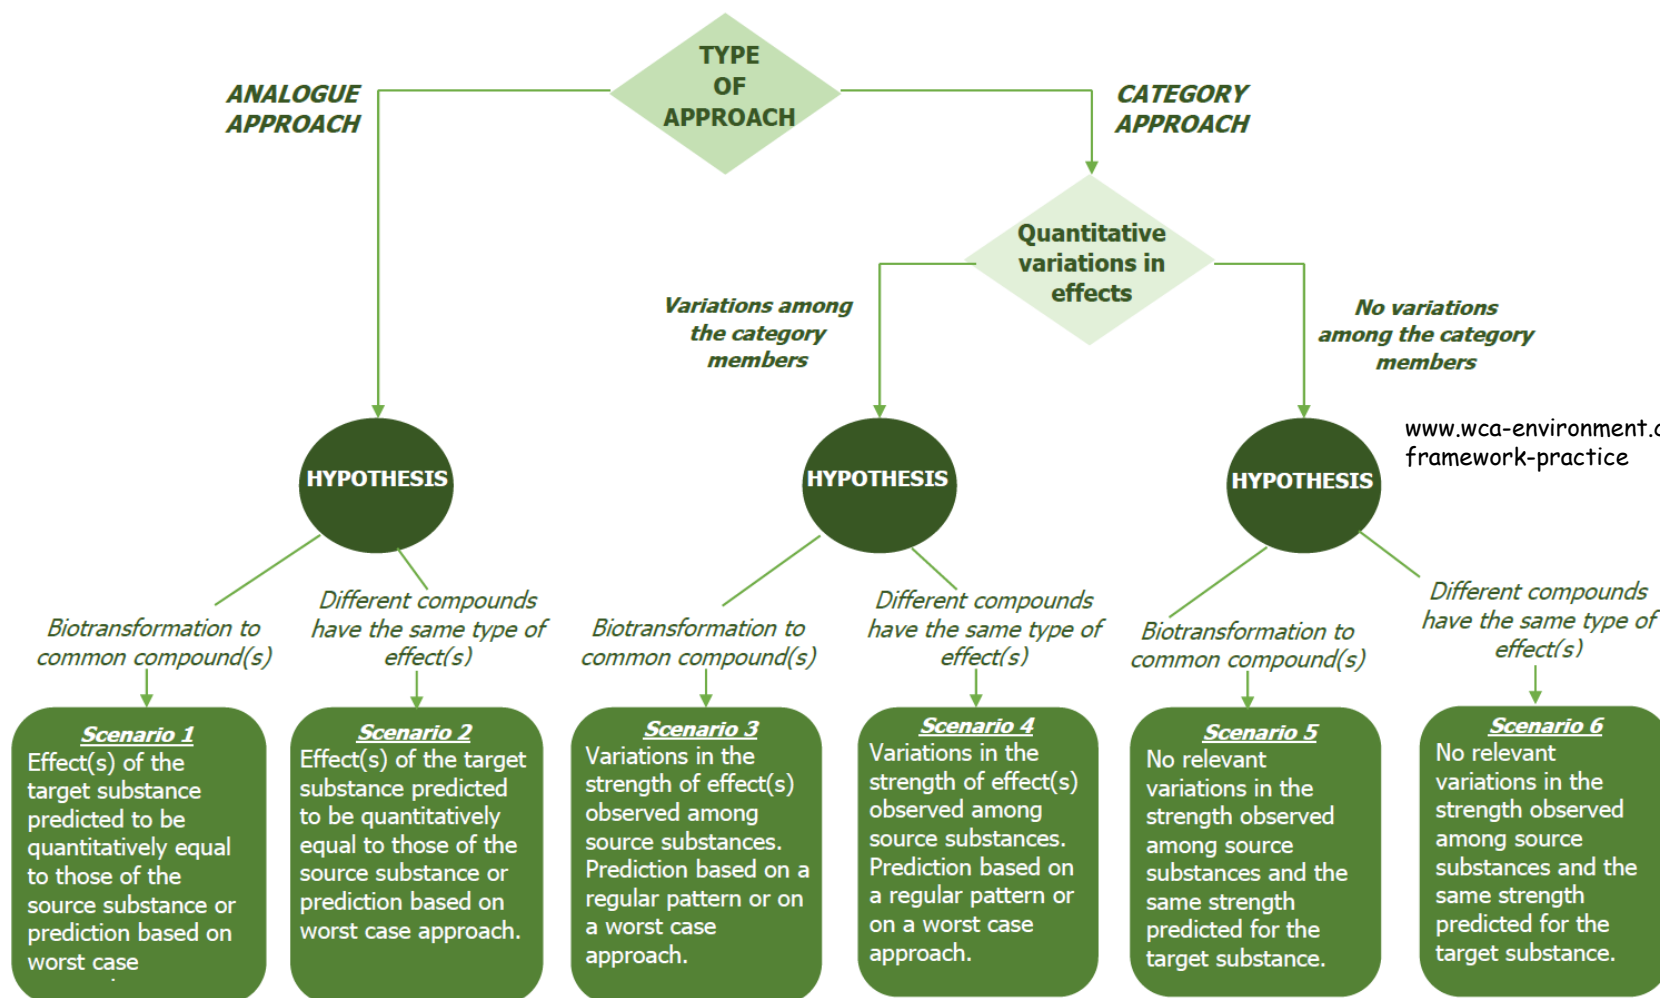 TYPE
OF
APPROACH
ANALOGUE
APPROACH
CATEGORY
APPROACH
Quantitative
variations in
effects
Variations among
the category
members
No variations
among the category
members
www.wca-environment.c
framework-practice
HYPOTHESIS
HYPOTHESIS
HYPOTHESIS
Biotransformation to
common compound(s)
Different compounds
have the same type of
effect(s)
Biotransformation to
common compound(s)
Different compounds
have the same type of
effect(s)
Biotransformation to
common compound(s)
Different compounds
have the same type of
effect(s)
Scenario 1
Effect(s) of the
target substance
predicted to be
quantitatively equal
to those of the
source substance or
prediction based on
worst case
Scenario 2
Effect(s) of the target
substance predicted
to be quantitatively
equal to those of the
source substance or
prediction based on
worst case approach.
Scenario 3
Variations in the
strength of effect(s)
observed among
source substances.
Prediction based on a
regular pattern or on
a worst case
approach.
Scenario 4
Variations in the
strength of effect(s)
observed among
source substances.
Prediction based on
a regular pattern or
on a worst case
approach.
Scenario 5
No relevant
variations in the
strength observed
among source
substances and the
same strength
predicted for the
target substance.
Scenario 6
No relevant
variations in the
strength observed
among source
substances and the
same strength
predicted for the
target substance.